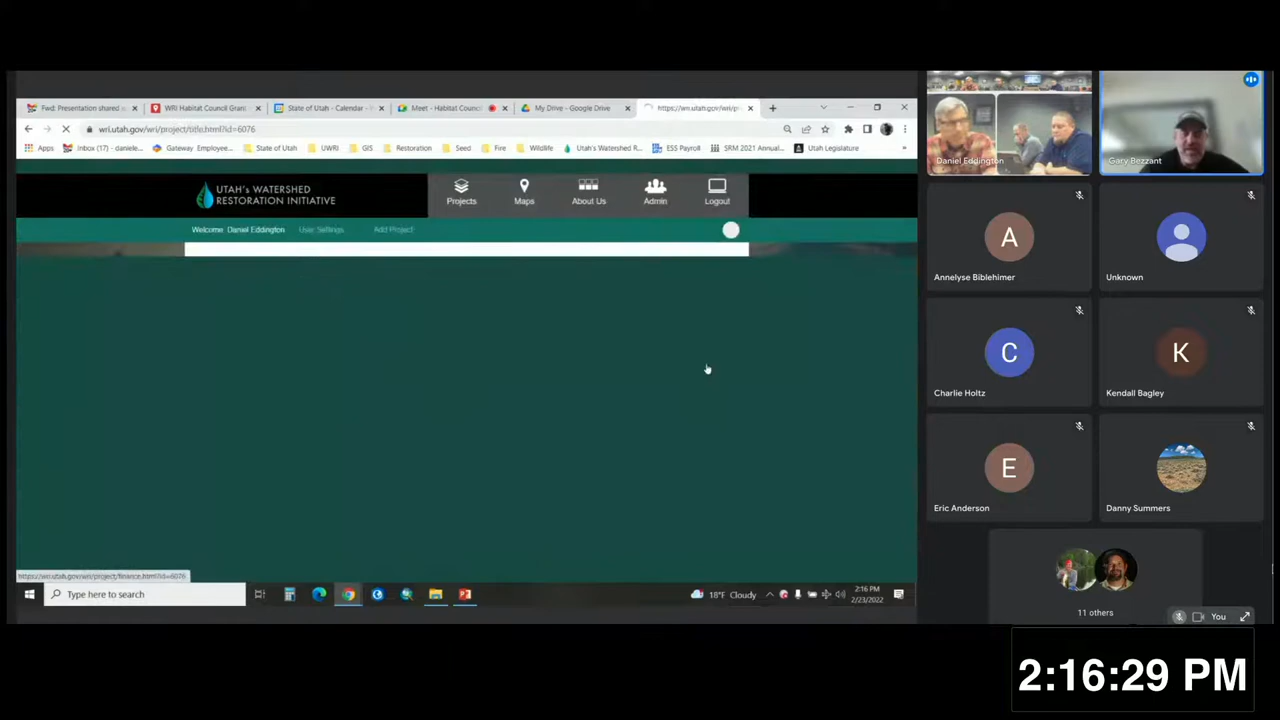 Fwd: Presentation shared w
WRI Habitat Council Gran
State of Utah - Calendar -
Meet - Habitat Council
My Drive - Google Drive
https://wri.utah.gov/wri/pr
wri.utah.gov/wri/project/title.html?id=6076
Apps
Inbox (17) - daniele...
Gateway Employee...
State of Utah
UWRI
GIS
Restoration
Seed
Fire
Wildlife
Utah's Watershed R...
ESS Payroll
SRM 2021 Annual...
Utah Legislature
UTAH's WATERSHED
RESTORATION INITIATIVE
Projects
Maps
About Us
Admin
Logout
Welcome: Daniel Eddington
User Settings
Add Project
https://wri.utah.gov/wri/project/finance.html?id=6076
Type here to search
18°F Cloudy
2:16 PM
2/23/2022
Daniel Eddington
Gary Bezzant
A
Annelyse Biblehimer
Unknown
C
Charlie Holtz
K
Kendall Bagley
E
Eric Anderson
Danny Summers
11 others
You
2:16:29 PM